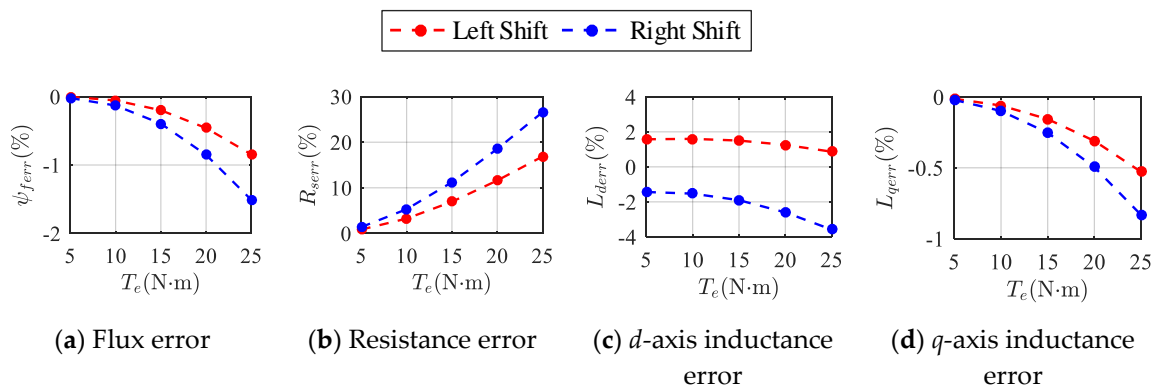 Left Shift Right Shift
0
-1
-2
ψferr(%)
5 10 15 20 25
Te(N·m)
(a) Flux error
30
20
10
0
Rserr(%)
5 10 15 20 25
Te(N·m)
(b) Resistance error
4
2
0
-2
-4
Lderr(%)
5 10 15 20 25
Te(N·m)
(c) d-axis inductance
error
0
-0.5
-1
Lqerr(%)
5 10 15 20 25
Te(N·m)
(d) q-axis inductance
error